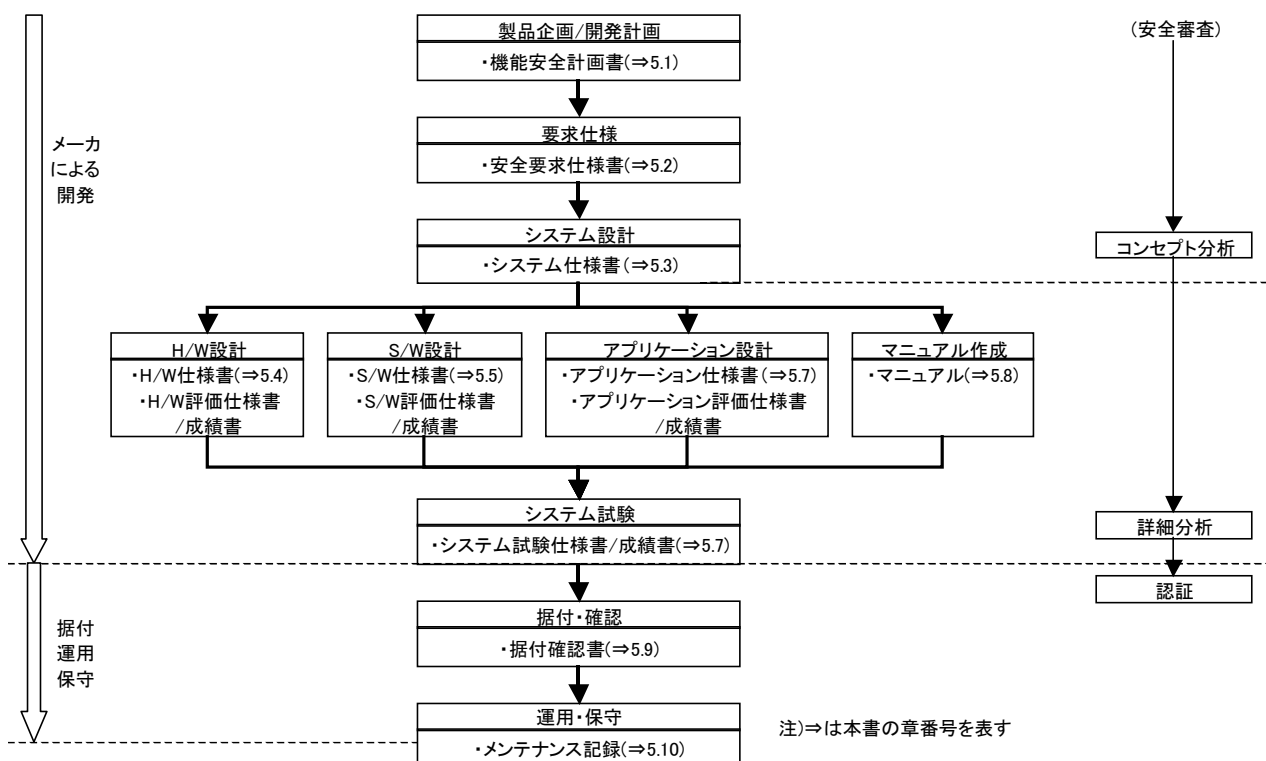 製品企画/開発計画
・機能安全計画書(⇒5.1)
(安全審査)
要求仕様
・安全要求仕様書(⇒5.2)
メーカ
による
開発
システム設計
・システム仕様書(⇒5.3)
コンセプト分析
H/W設計
・H/W仕様書(⇒5.4)
・H/W評価仕様書
/成績書
S/W設計
・S/W仕様書(⇒5.5)
・S/W評価仕様書
/成績書
アプリケーション設計
・アプリケーション仕様書(⇒5.7)
・アプリケーション評価仕様書
/成績書
マニュアル作成
・マニュアル(⇒5.8)
システム試験
・システム試験仕様書/成績書(⇒5.7)
詳細分析
認証
据付・確認
・据付確認書(⇒5.9)
据付
運用
保守
運用・保守
・メンテナンス記録(⇒5.10)
注)⇒は本書の章番号を表す